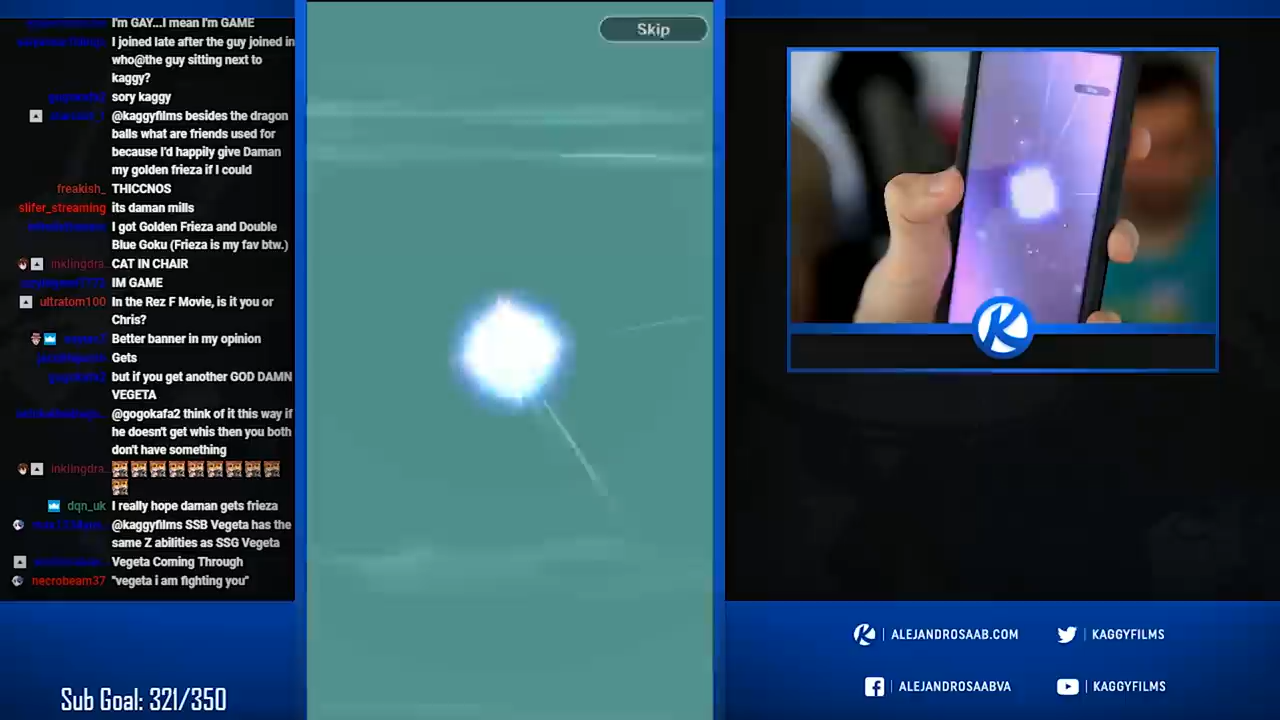 I'm GAY...I mean I'm GAME
I joined late after the guy joined in
who@the guy sitting next to
kaggy?
sory kaggy
@kaggyfilms besides the dragon
balls what are friends used for
because I'd happily give Daman
my golden frieza if I could
freakish_ THICCNOS
slifer_streaming its daman mills
I got Golden Frieza and Double
Blue Goku (Frieza is my fav btw.)
inklingdra... CAT IN CHAIR
IM GAME
ultratom100 In the Rez F Movie, is it you or
Chris?
Better banner in my opinion
Gets
but if you get another GOD DAMN
VEGETA
@gogokafa2 think of it this way if
he doesn't get whis then you both
don't have something
inklingdra...
dqn_uk I really hope daman gets frieza
@kaggyfilms SSB Vegeta has the
same Z abilities as SSG Vegeta
Vegeta Coming Through
necrobeam37 "vegeta i am fighting you"
Sub Goal: 321/350
Skip
K
K | ALEJANDROSAAB.COM
| KAGGYFILMS
f | ALEJANDROSAABVA
| KAGGYFILMS